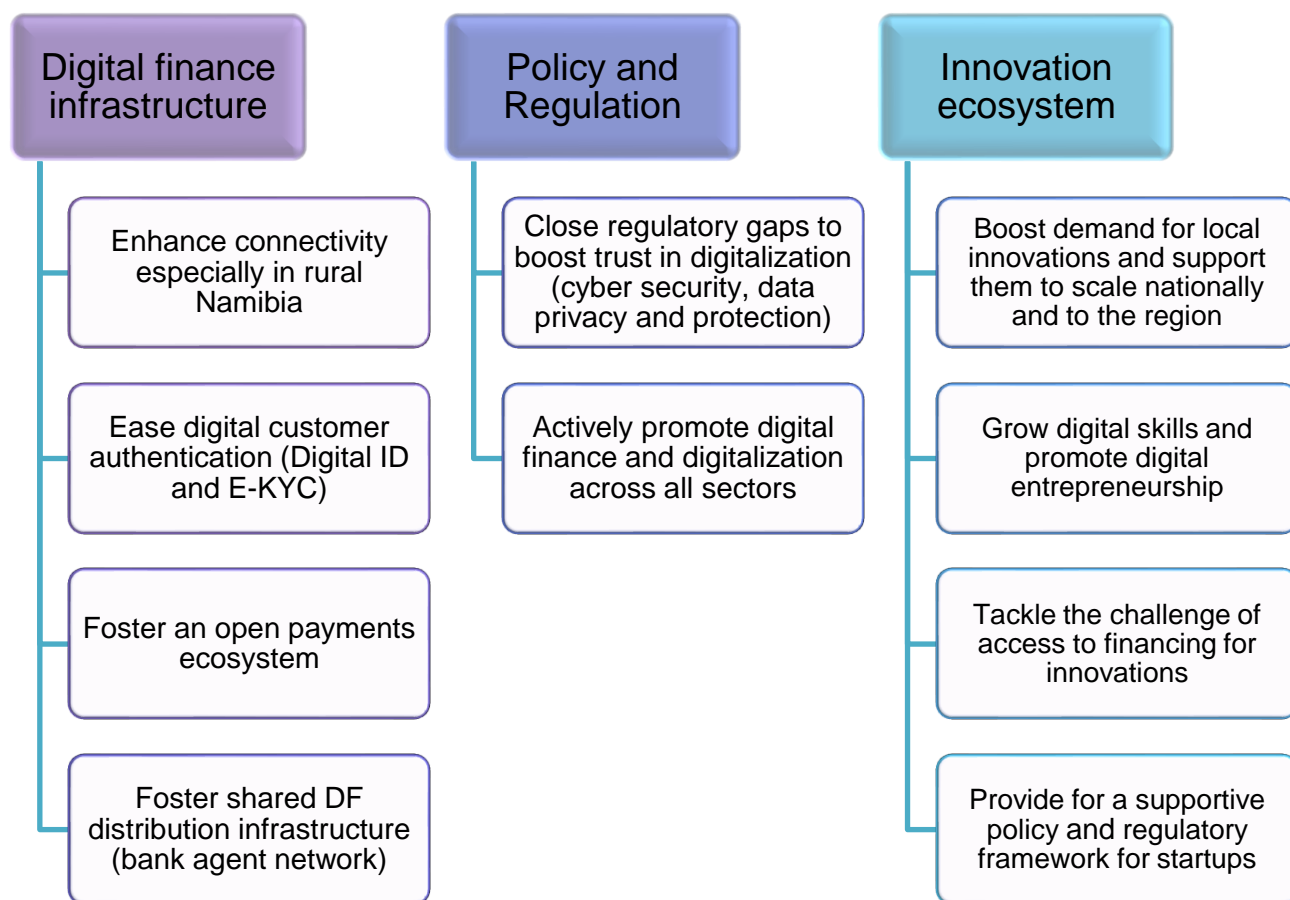 Digital finance
infrastructure
Enhance connectivity
especially in rural
Namibia
Ease digital customer
authentication (Digital ID
and E-KYC)
Foster an open payments
ecosystem
Foster shared DF
distribution infrastructure
(bank agent network)
Policy and
Regulation
Close regulatory gaps to
boost trust in digitalization
(cyber security, data
privacy and protection)
Actively promote digital
finance and digitalization
across all sectors
Innovation
ecosystem
Boost demand for local
innovations and support
them to scale nationally
and to the region
Grow digital skills and
promote digital
entrepreneurship
Tackle the challenge of
access to financing for
innovations
Provide for a supportive
policy and regulatory
framework for startups